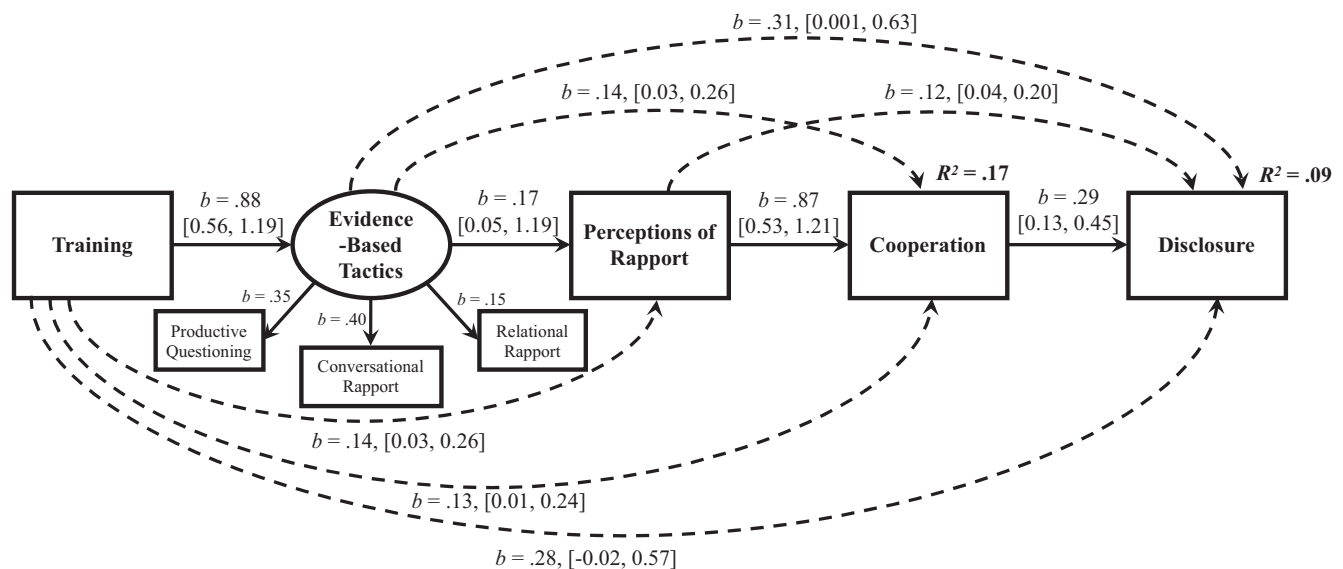 b = .31, [0.001, 0.63]
b = .14, [0.03, 0.26]
b = .12, [0.04, 0.20]
R² = .17
R² = .09
Training
b = .88
[0.56, 1.19]
Evidence
-Based
Tactics
b = .17
[0.05, 1.19]
Perceptions of
Rapport
b = .87
[0.53, 1.21]
Cooperation
b = .29
[0.13, 0.45]
Disclosure
b = .35
b = .40
b = .15
Productive
Questioning
Conversational
Rapport
Relational
Rapport
b = .14, [0.03, 0.26]
b = .13, [0.01, 0.24]
b = .28, [-0.02, 0.57]